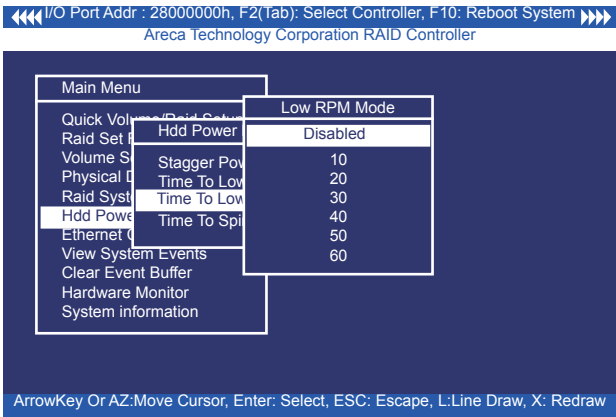 I/O Port Addr : 28000000h, F2(Tab): Select Controller, F10: Reboot System
Areca Technology Corporation RAID Controller
Main Menu
Quick Volume/Raid Setup
Raid Set
Volume S
Physical D
Raid Syst
Hdd Powe
Ethernet C
View System Events
Clear Event Buffer
Hardware Monitor
System information
Hdd Power
Stagger Pow
Time To Low
Time To Low
Time To Spi
Low RPM Mode
Disabled
10
20
30
40
50
60
ArrowKey Or AZ:Move Cursor, Enter: Select, ESC: Escape, L:Line Draw, X: Redraw